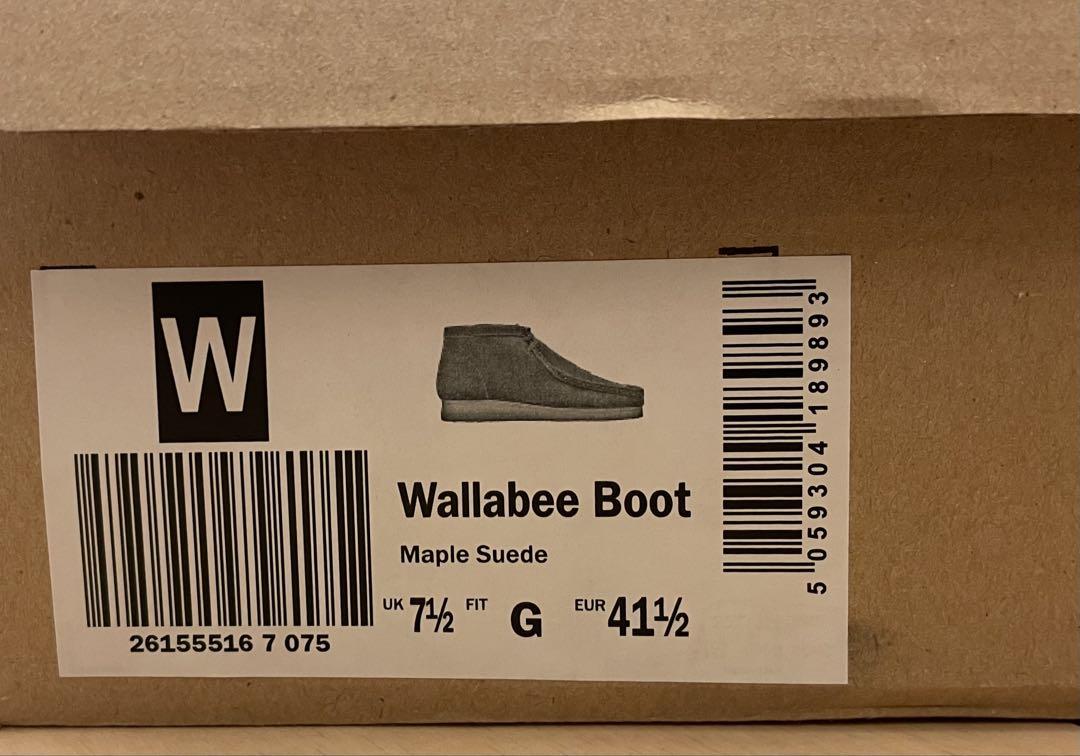 W
Wallabee Boot
Maple Suede
UK 7½ FIT G EUR 41½
26155516 7 075
5 059304 189893